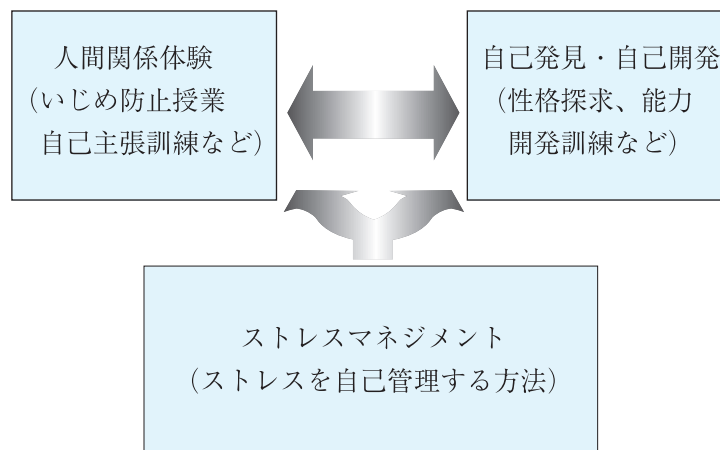 人間関係体験
（いじめ防止授業
自己主張訓練など）
自己発見・自己開発
（性格探求、能力
開発訓練など）
ストレスマネジメント
（ストレスを自己管理する方法）